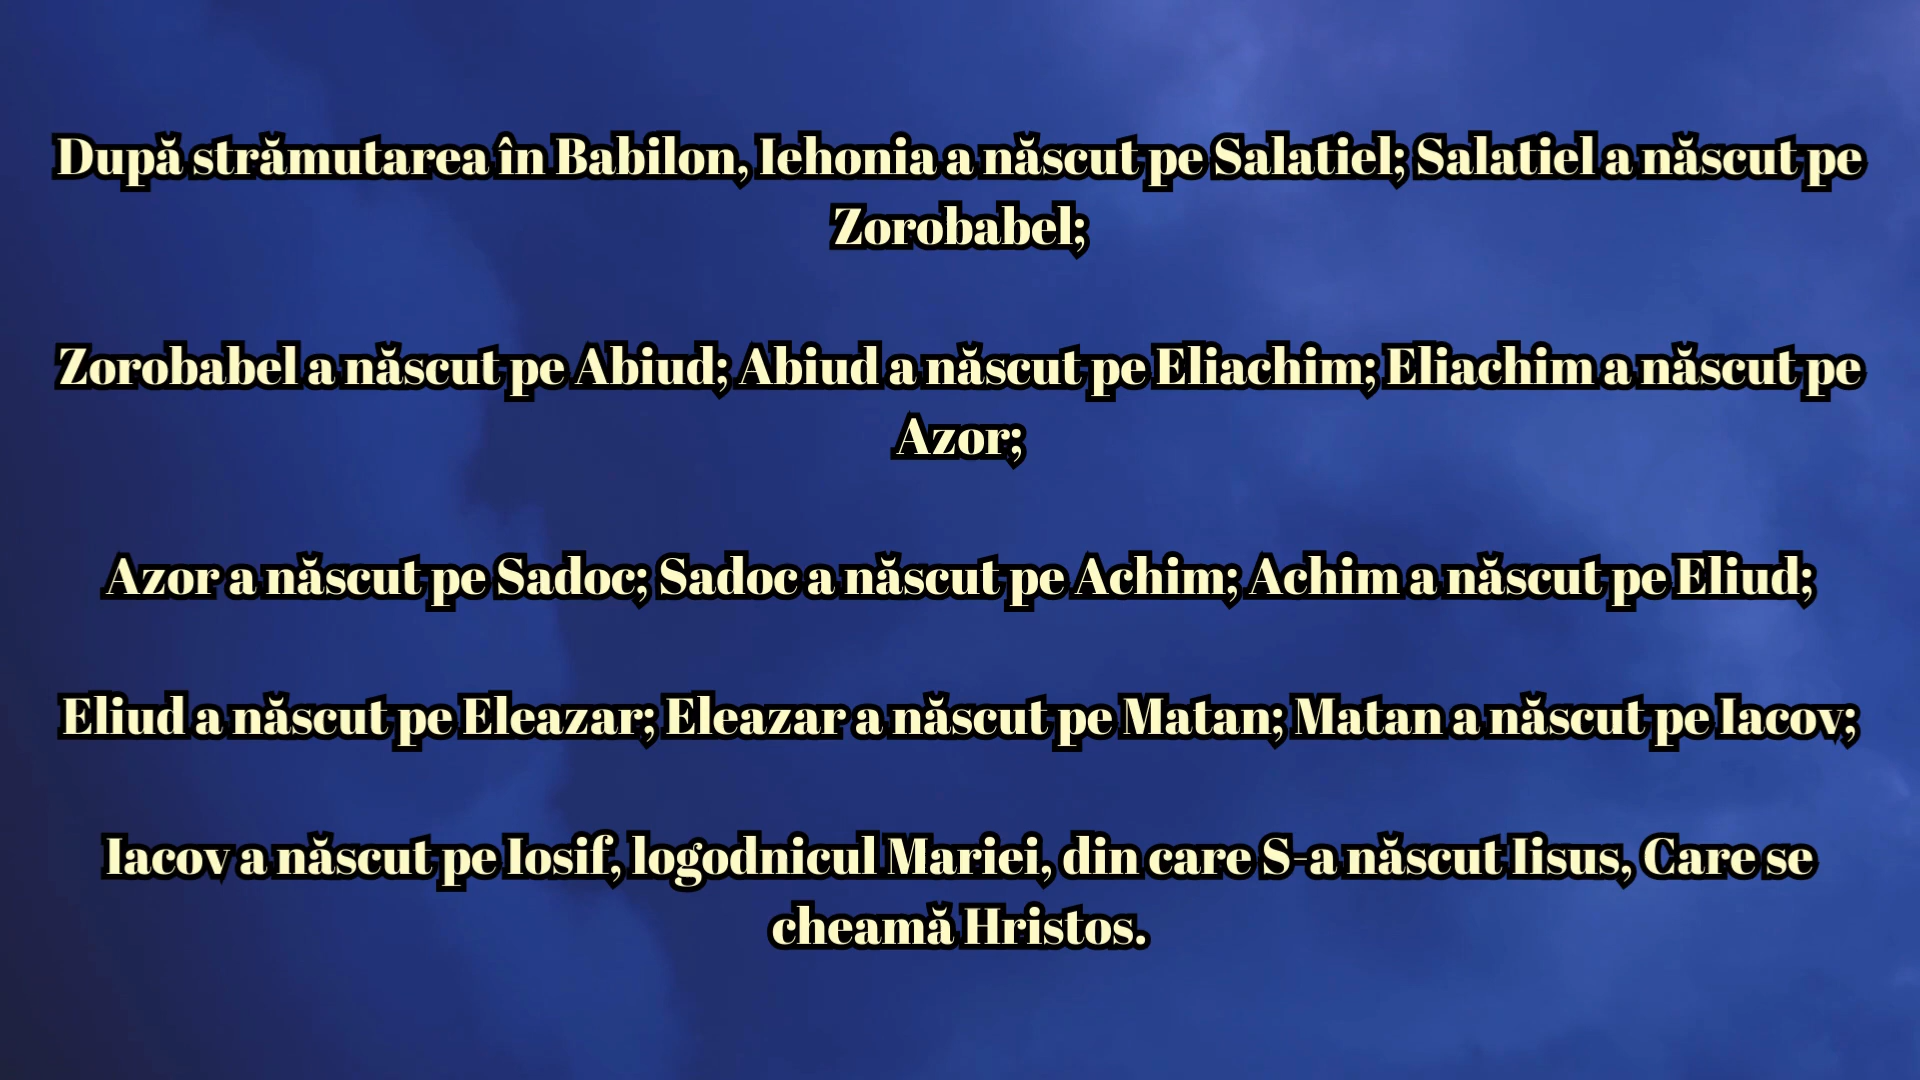 După strămutarea în Babilon, Iehonia a născut pe Salatiel; Salatiel a născut pe
Zorobabel;
Zorobabel a născut pe Abiud; Abiud a născut pe Eliachim; Eliachim a născut pe
Azor;
Azor a născut pe Sadoc; Sadoc a născut pe Achim; Achim a născut pe Eliud;
Eliud a născut pe Eleazar; Eleazar a născut pe Matan; Matan a născut pe Iacov;
Iacov a născut pe Iosif, logodnicul Mariei, din care S-a născut Iisus, Care se
cheamă Hristos.